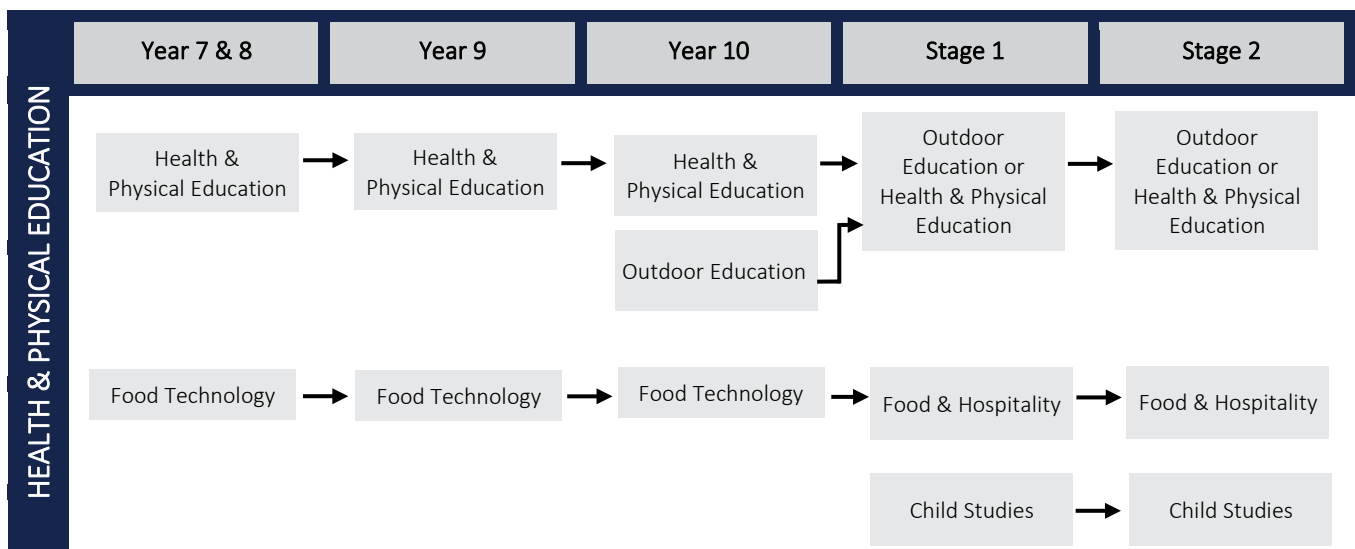 HEALTH & PHYSICAL EDUCATION
Year 7 & 8
Year 9
Year 10
Stage 1
Stage 2
Health &
Physical Education
Health &
Physical Education
Health &
Physical Education
Outdoor
Education or
Health & Physical
Education
Outdoor
Education or
Health & Physical
Education
Outdoor Education
Food Technology
Food Technology
Food Technology
Food & Hospitality
Food & Hospitality
Child Studies
Child Studies